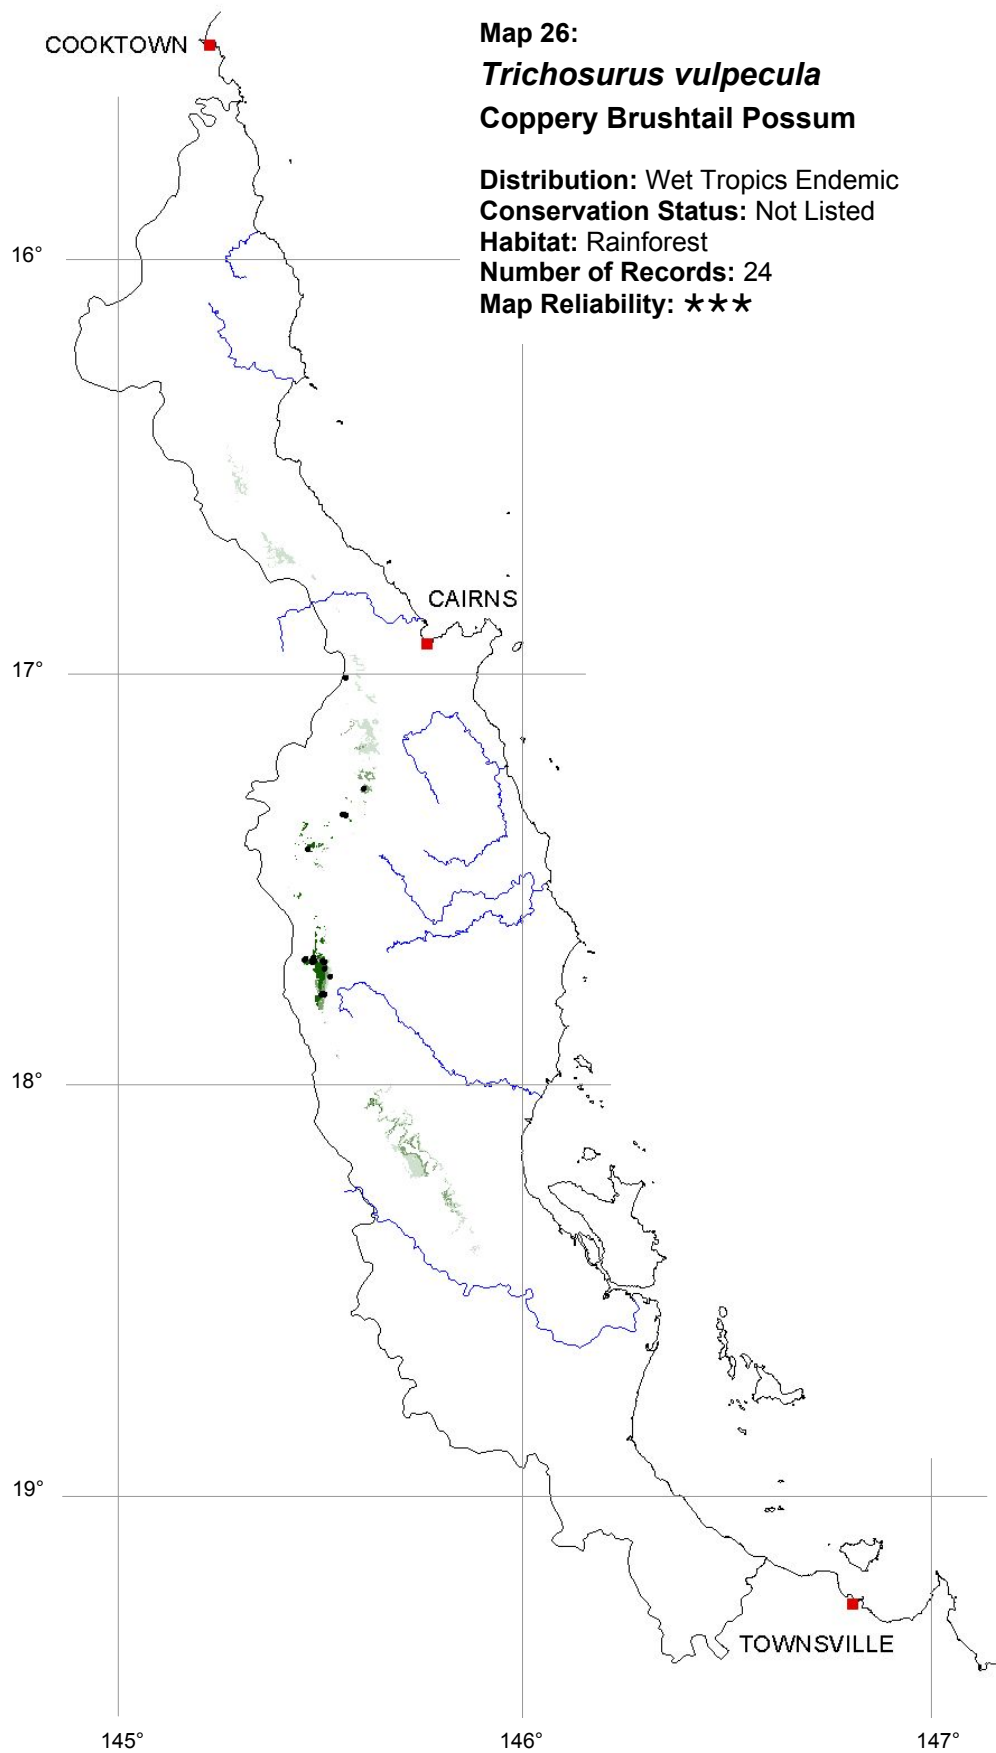 COOKTOWN
Map 26:
Trichosurus vulpecula
Coppery Brushtail Possum
Distribution: Wet Tropics Endemic
Conservation Status: Not Listed
Habitat: Rainforest
Number of Records: 24
Map Reliability: ***
16°
CAIRNS
17°
18°
19°
TOWNSVILLE
145° 146° 147°